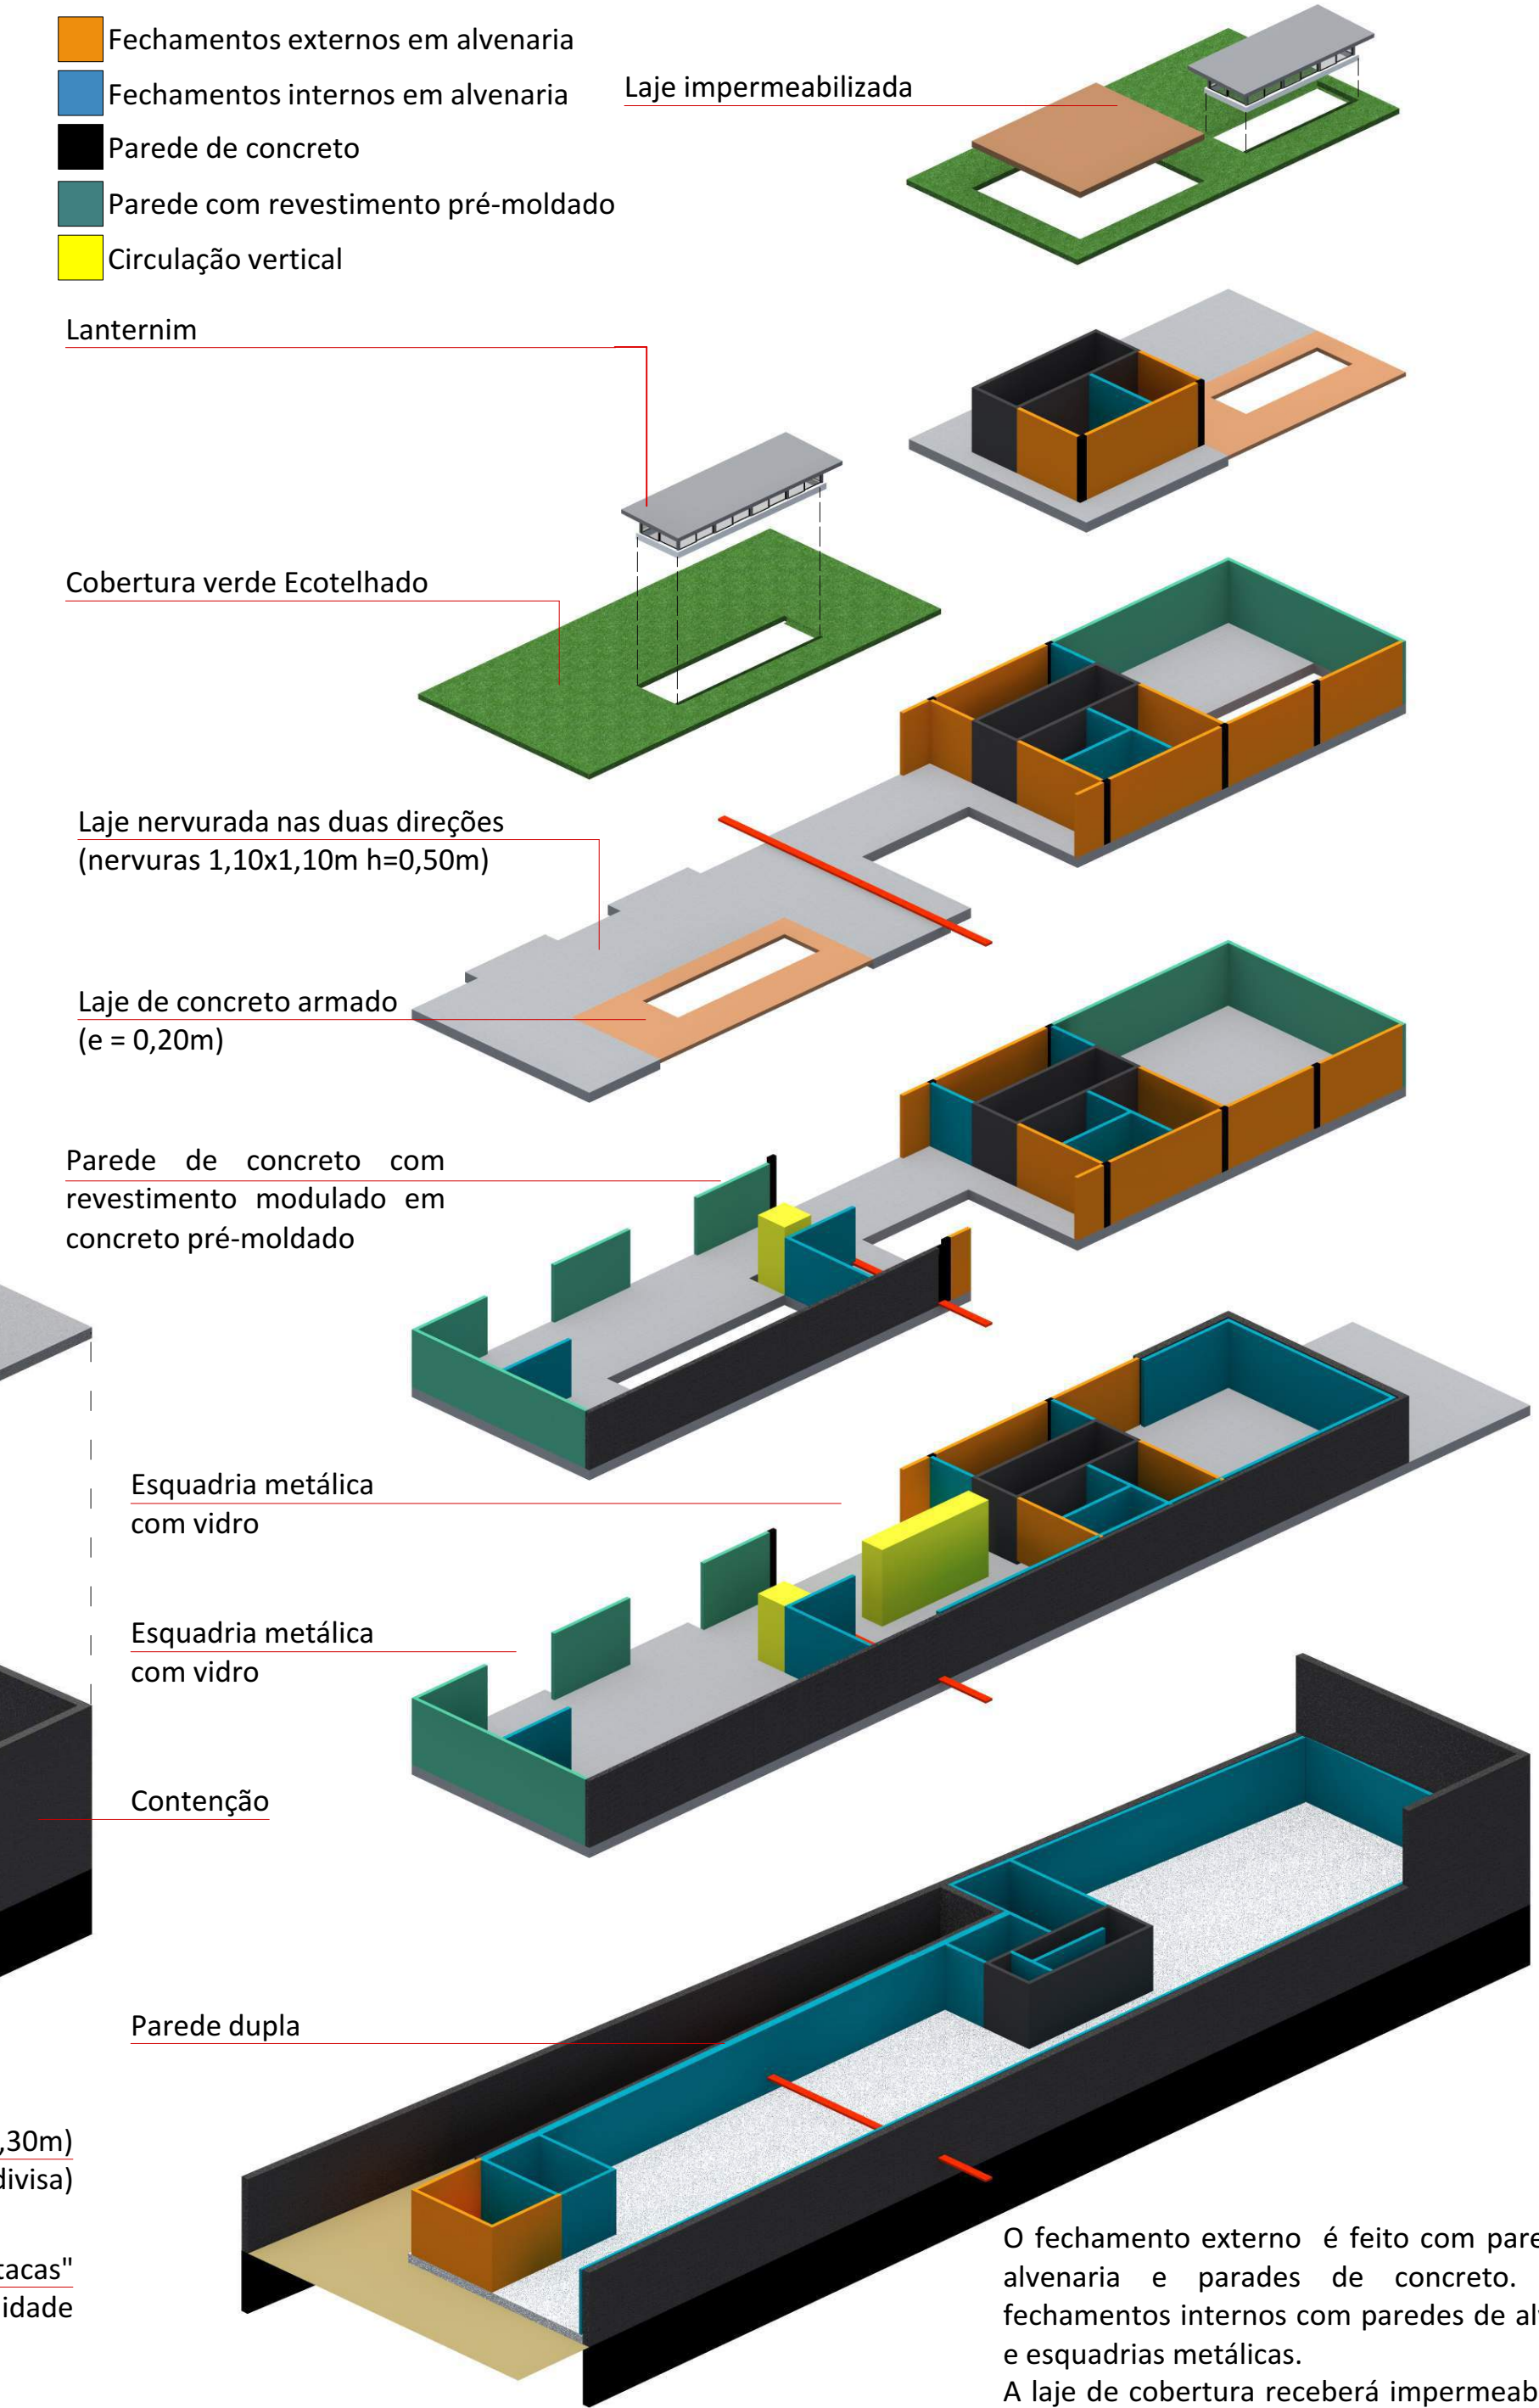 Fechamentos externos em alvenaria
Fechamentos internos em alvenaria
Parede de concreto
Parede com revestimento pré-moldado
Circulação vertical
Laje impermeabilizada
Lanternim
Cobertura verde Ecotelhado
Laje nervurada nas duas direções
(nervuras 1,10x1,10m h=0,50m)
Laje de concreto armado
(e = 0,20m)
Parede de concreto com
revestimento modulado em
concreto pré-moldado
Esquadria metálica
com vidro
Esquadria metálica
com vidro
Contenção
Parede dupla
,30m)
divisa)
tacas"
idade
O fechamento externo é feito com pare
alvenaria e parades de concreto.
fechamentos internos com paredes de al
e esquadrias metálicas.
A laje de cobertura receberá impermeab